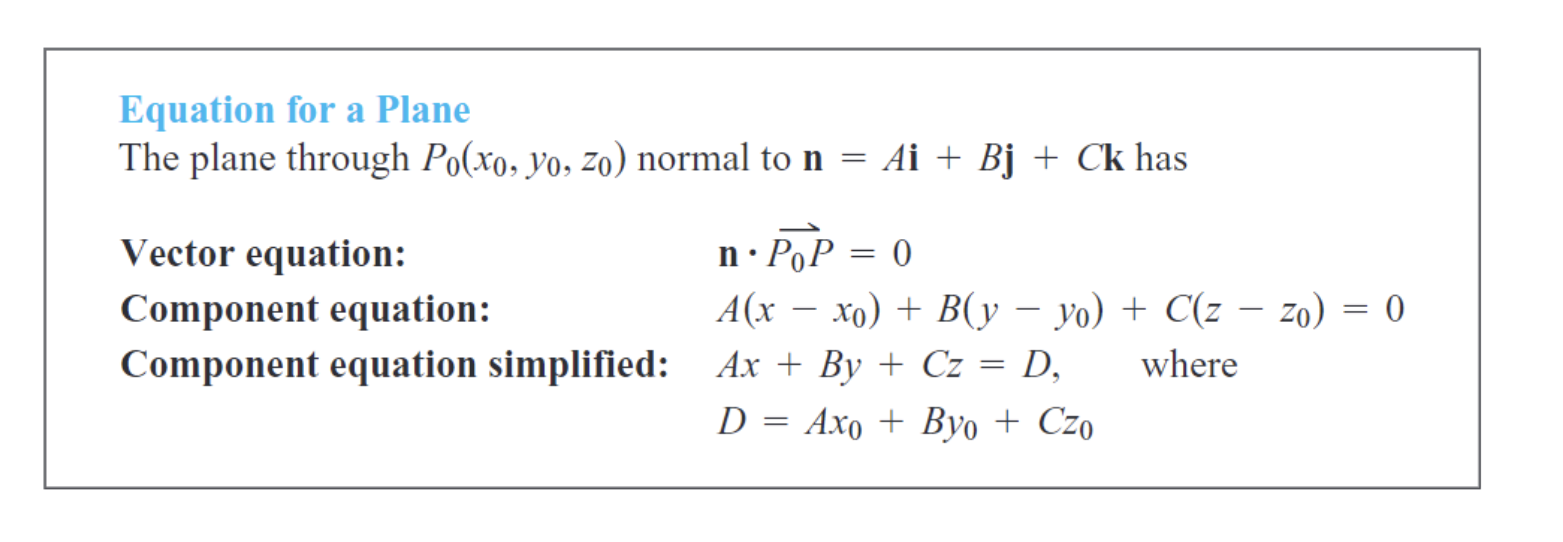 Equation for a Plane
The plane through P₀(x₀, y₀, z₀) normal to n = Ai + Bj + Ck has
Vector equation: n · P₀P⃗ = 0
Component equation: A(x − x₀) + B(y − y₀) + C(z − z₀) = 0
Component equation simplified: Ax + By + Cz = D, where
D = Ax₀ + By₀ + Cz₀